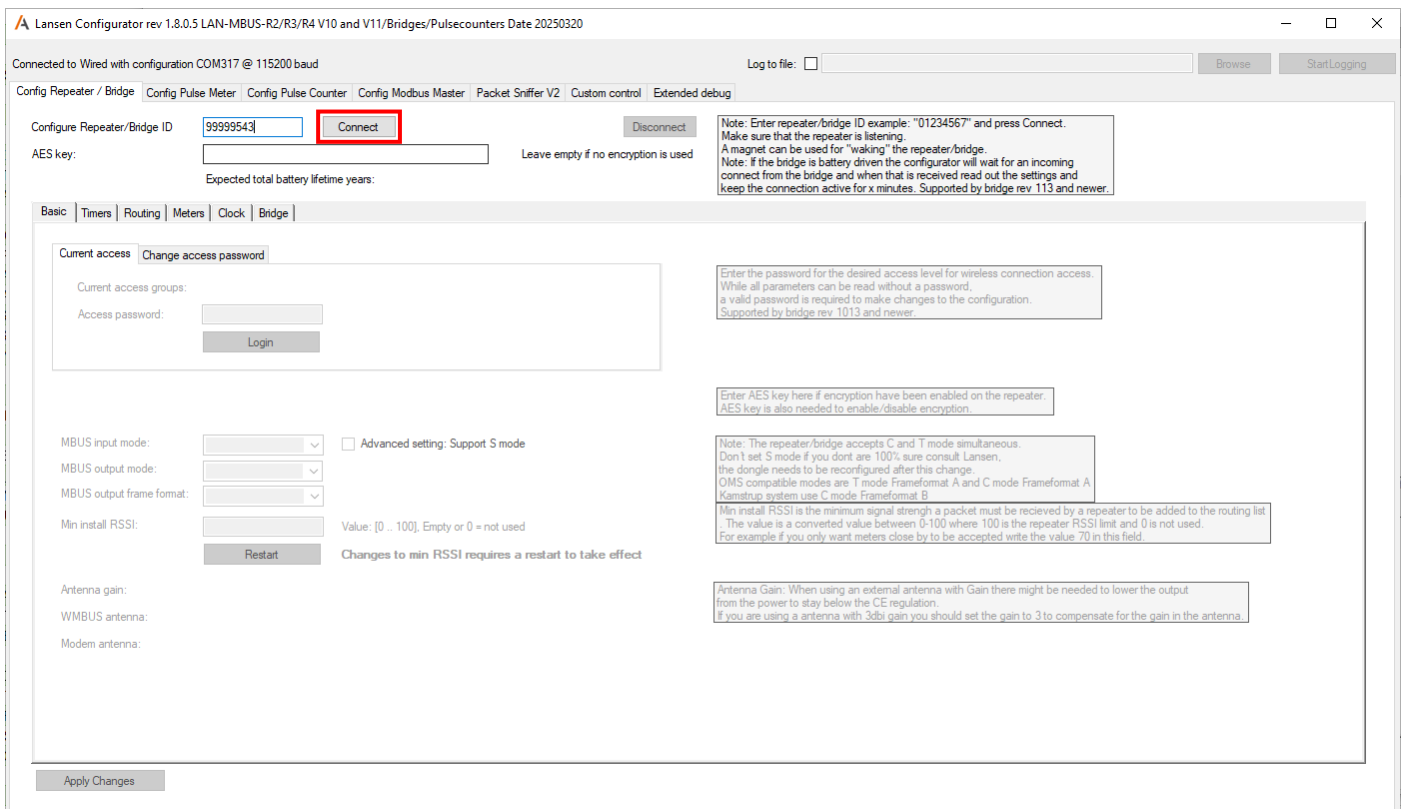 Lansen Configurator rev 1.8.0.5 LAN-MBUS-R2/R3/R4 V10 and V11/Bridges/Pulsecounters Date 20250320
Connected to Wired with configuration COM317 @ 115200 baud
Log to file:
Browse
StartLogging
Config Repeater / Bridge
Config Pulse Meter
Config Pulse Counter
Config Modbus Master
Packet Sniffer V2
Custom control
Extended debug
Configure Repeater/Bridge ID
99999543
Connect
Disconnect
AES key:
Leave empty if no encryption is used
Expected total battery lifetime years:
Note: Enter repeater/bridge ID example: "01234567" and press Connect.
Make sure that the repeater is listening.
A magnet can be used for "waking" the repeater/bridge.
Note: If the bridge is battery driven the configurator will wait for an incoming
connect from the bridge and when that is received read out the settings and
keep the connection active for x minutes. Supported by bridge rev 113 and newer.
Basic
Timers
Routing
Meters
Clock
Bridge
Current access
Change access password
Current access groups:
Access password:
Login
Enter the password for the desired access level for wireless connection access.
While all parameters can be read without a password,
a valid password is required to make changes to the configuration.
Supported by bridge rev 1013 and newer.
Enter AES key here if encryption have been enabled on the repeater.
AES key is also needed to enable/disable encryption.
MBUS input mode:
Advanced setting: Support S mode
MBUS output mode:
MBUS output frame format:
Note: The repeater/bridge accepts C and T mode simultaneous.
Don't set S mode if you dont are 100% sure consult Lansen,
the dongle needs to be reconfigured after this change.
OMS compatible modes are T mode Frameformat A and C mode Frameformat A
Kamstrup system use C mode Frameformat B
Min install RSSI:
Value: [0 .. 100], Empty or 0 = not used
Restart
Changes to min RSSI requires a restart to take effect
Min install RSSI is the minimum signal strengh a packet must be recieved by a repeater to be added to the routing list
. The value is a converted value between 0-100 where 100 is the repeater RSSI limit and 0 is not used.
For example if you only want meters close by to be accepted write the value 70 in this field.
Antenna gain:
WMBUS antenna:
Modem antenna:
Antenna Gain: When using an external antenna with Gain there might be needed to lower the output
from the power to stay below the CE regulation.
If you are using a antenna with 3dbi gain you should set the gain to 3 to compensate for the gain in the antenna.
Apply Changes